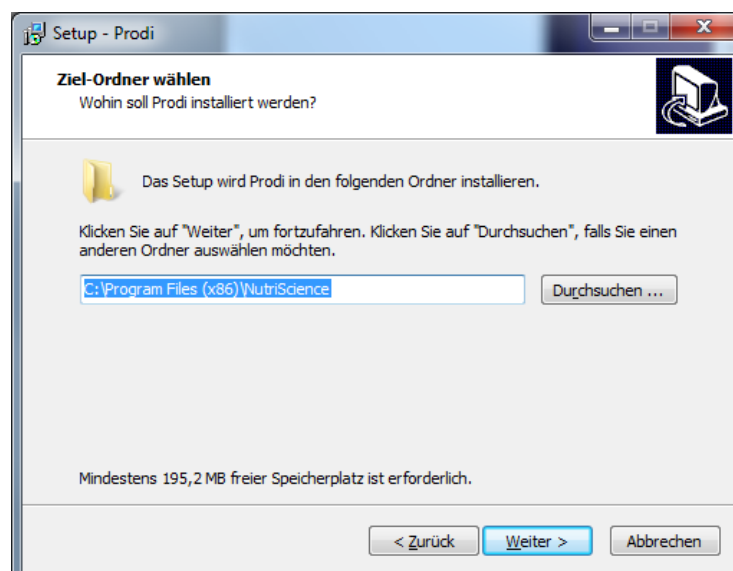 Setup - Prodi
Ziel-Ordner wählen
Wohin soll Prodi installiert werden?
Das Setup wird Prodi in den folgenden Ordner installieren.
Klicken Sie auf "Weiter", um fortzufahren. Klicken Sie auf "Durchsuchen", falls Sie einen
anderen Ordner auswählen möchten.
C:\Program Files (x86)\NutriScience
Durchsuchen ...
Mindestens 195,2 MB freier Speicherplatz ist erforderlich.
< Zurück
Weiter >
Abbrechen